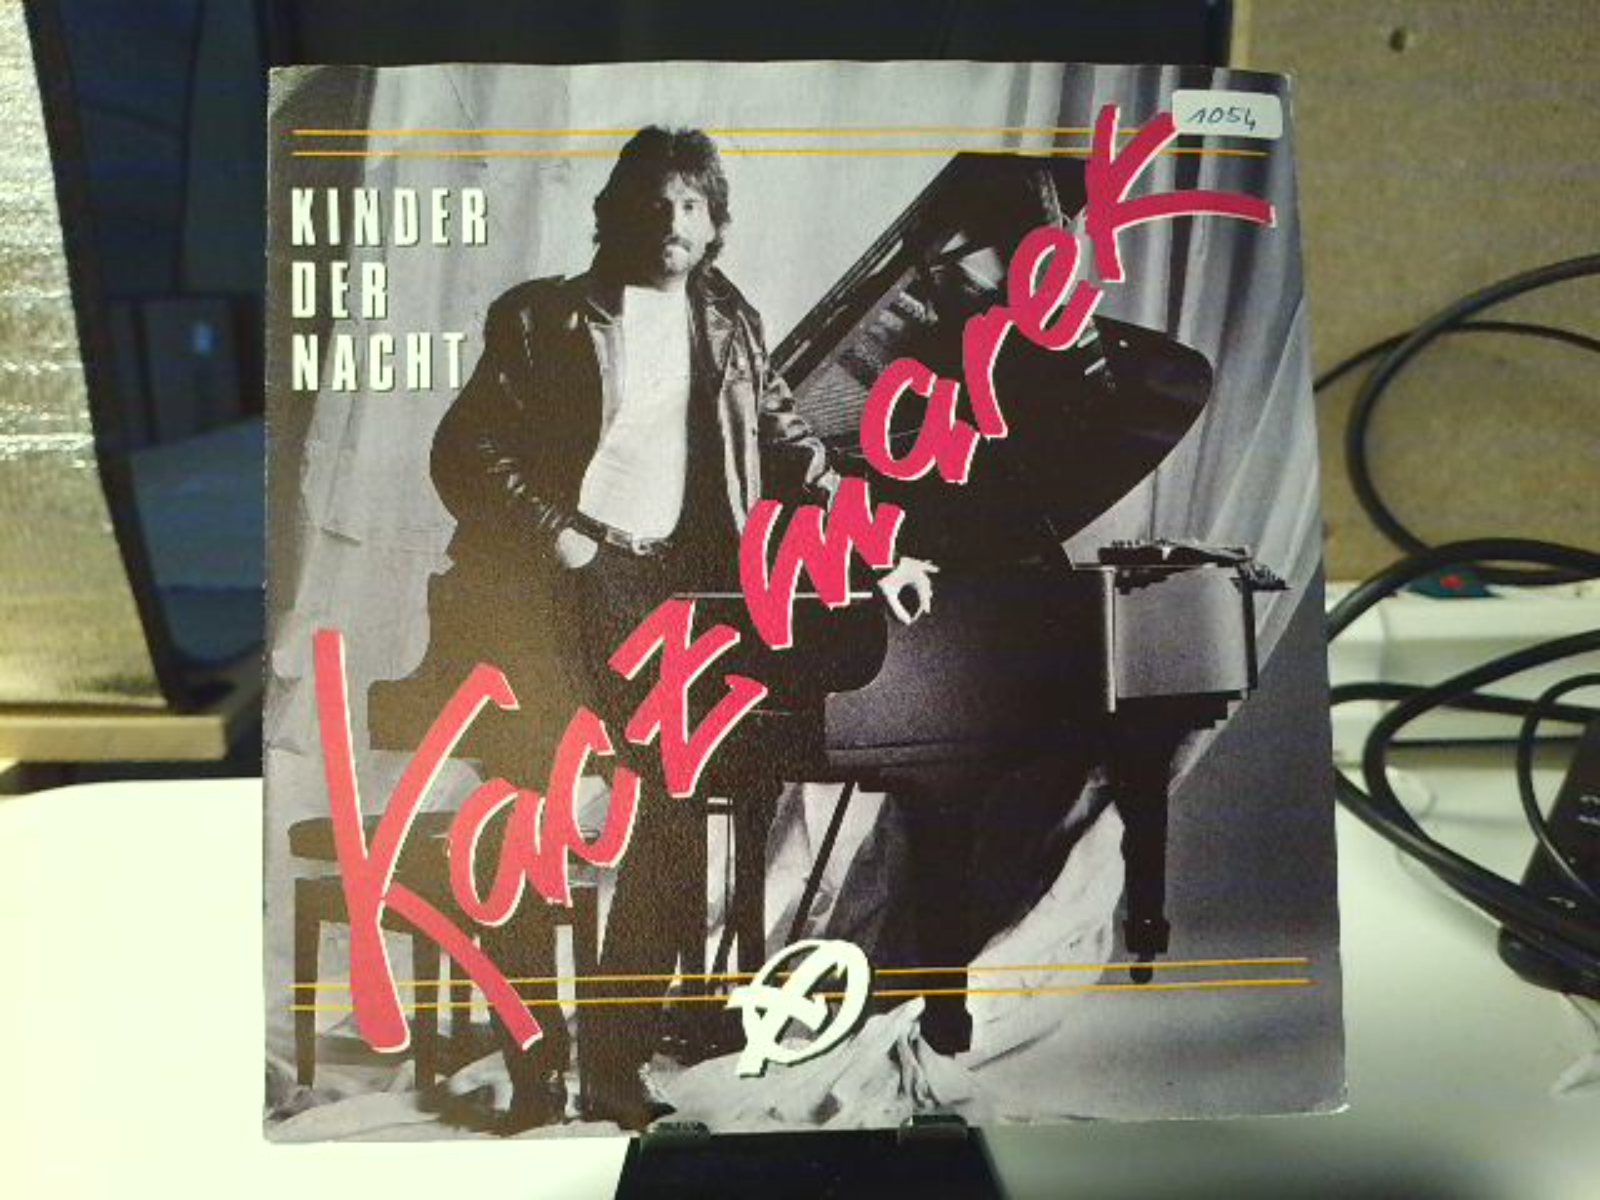 1054
KINDER
DER
NACHT
Kaczmarek
K